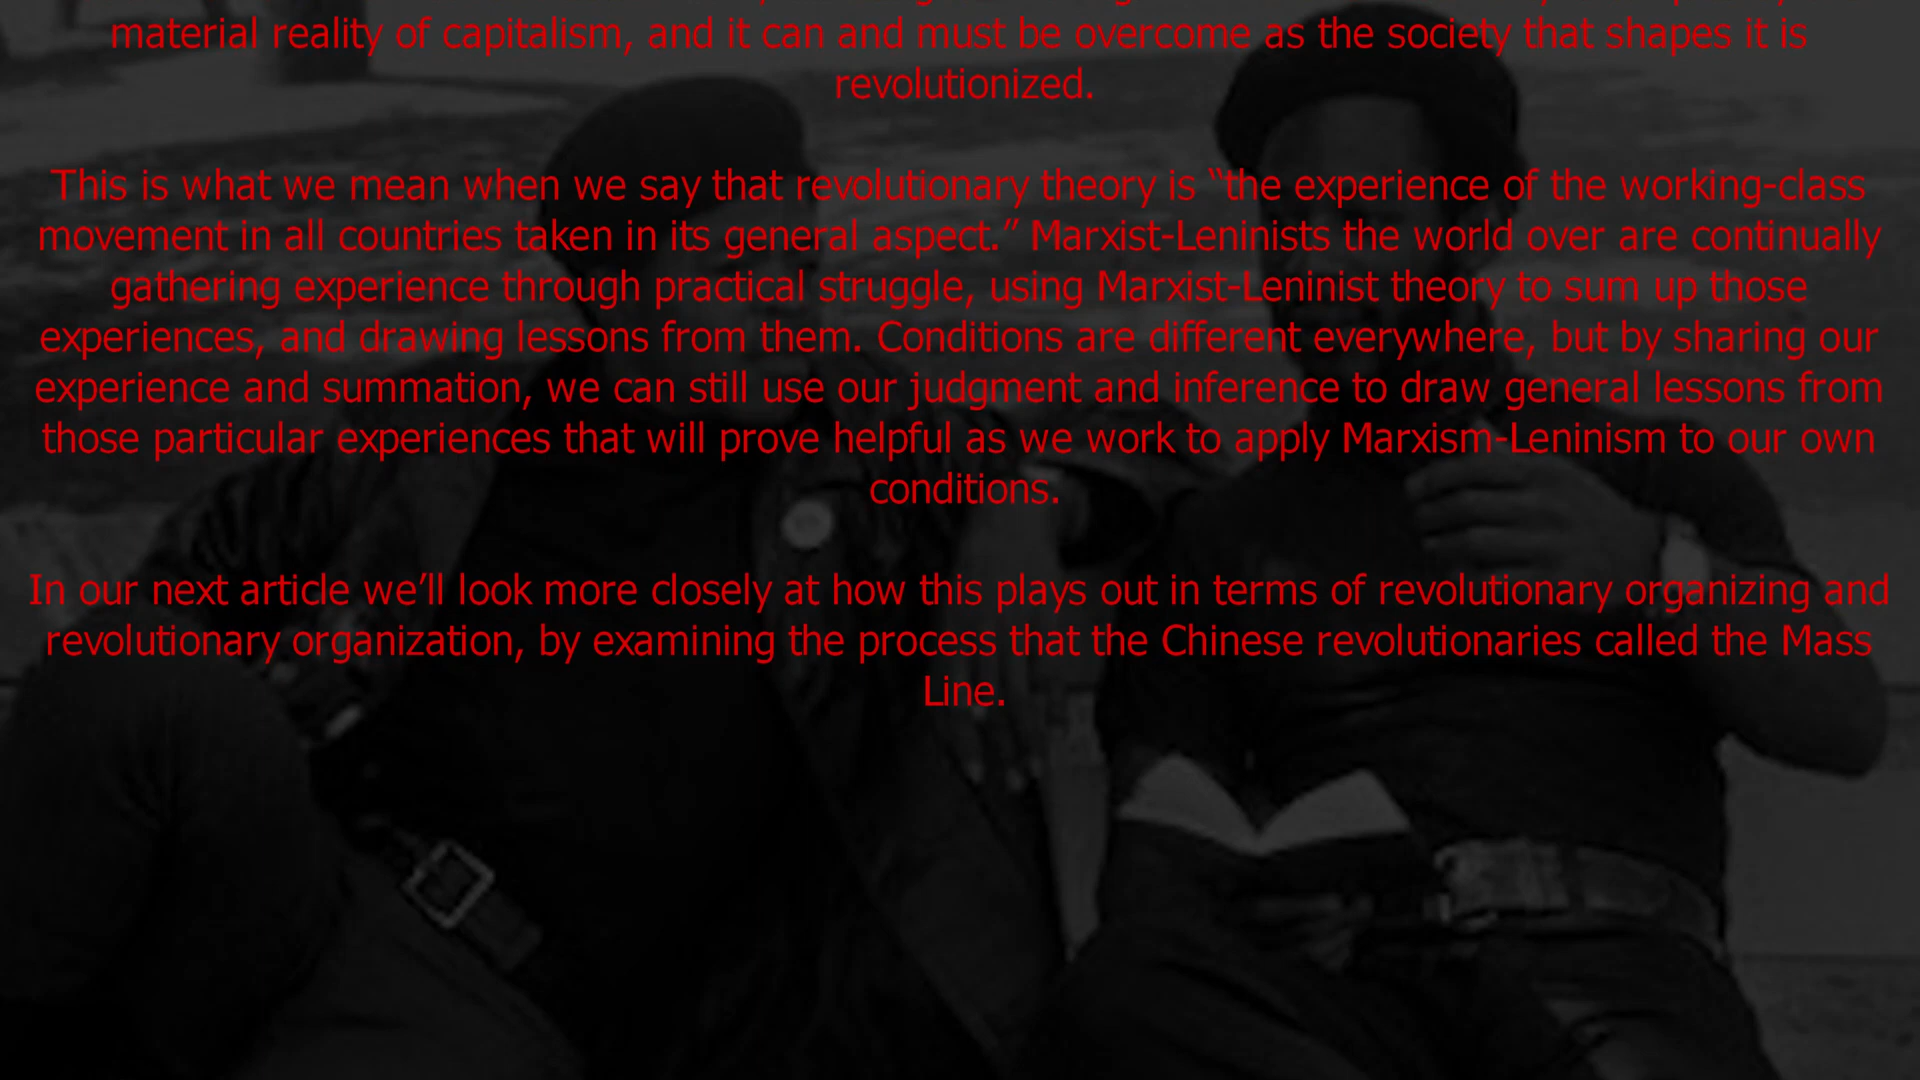 material reality of capitalism, and it can and must be overcome as the society that shapes it is
revolutionized.
This is what we mean when we say that revolutionary theory is “the experience of the working-class
movement in all countries taken in its general aspect.” Marxist-Leninists the world over are continually
gathering experience through practical struggle, using Marxist-Leninist theory to sum up those
experiences, and drawing lessons from them. Conditions are different everywhere, but by sharing our
experience and summation, we can still use our judgment and inference to draw general lessons from
those particular experiences that will prove helpful as we work to apply Marxism-Leninism to our own
conditions.
In our next article we’ll look more closely at how this plays out in terms of revolutionary organizing and
revolutionary organization, by examining the process that the Chinese revolutionaries called the Mass
Line.